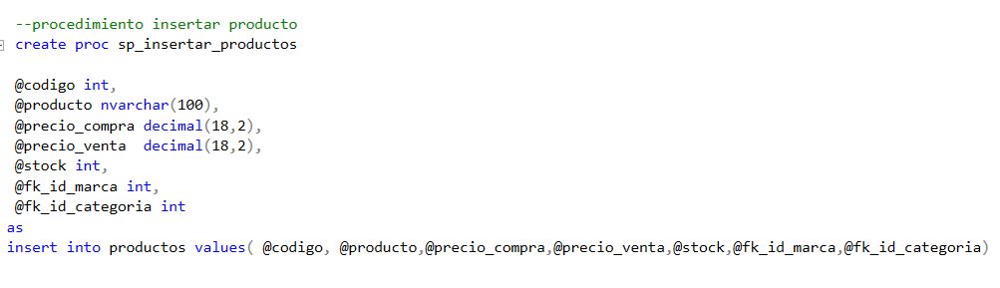 --procedimiento insertar producto
create proc sp_insertar_productos
@codigo int,
@producto nvarchar(100),
@precio_compra decimal(18,2),
@precio_venta  decimal(18,2),
@stock int,
@fk_id_marca int,
@fk_id_categoria int
as
insert into productos values( @codigo, @producto,@precio_compra,@precio_venta,@stock,@fk_id_marca,@fk_id_categoria)